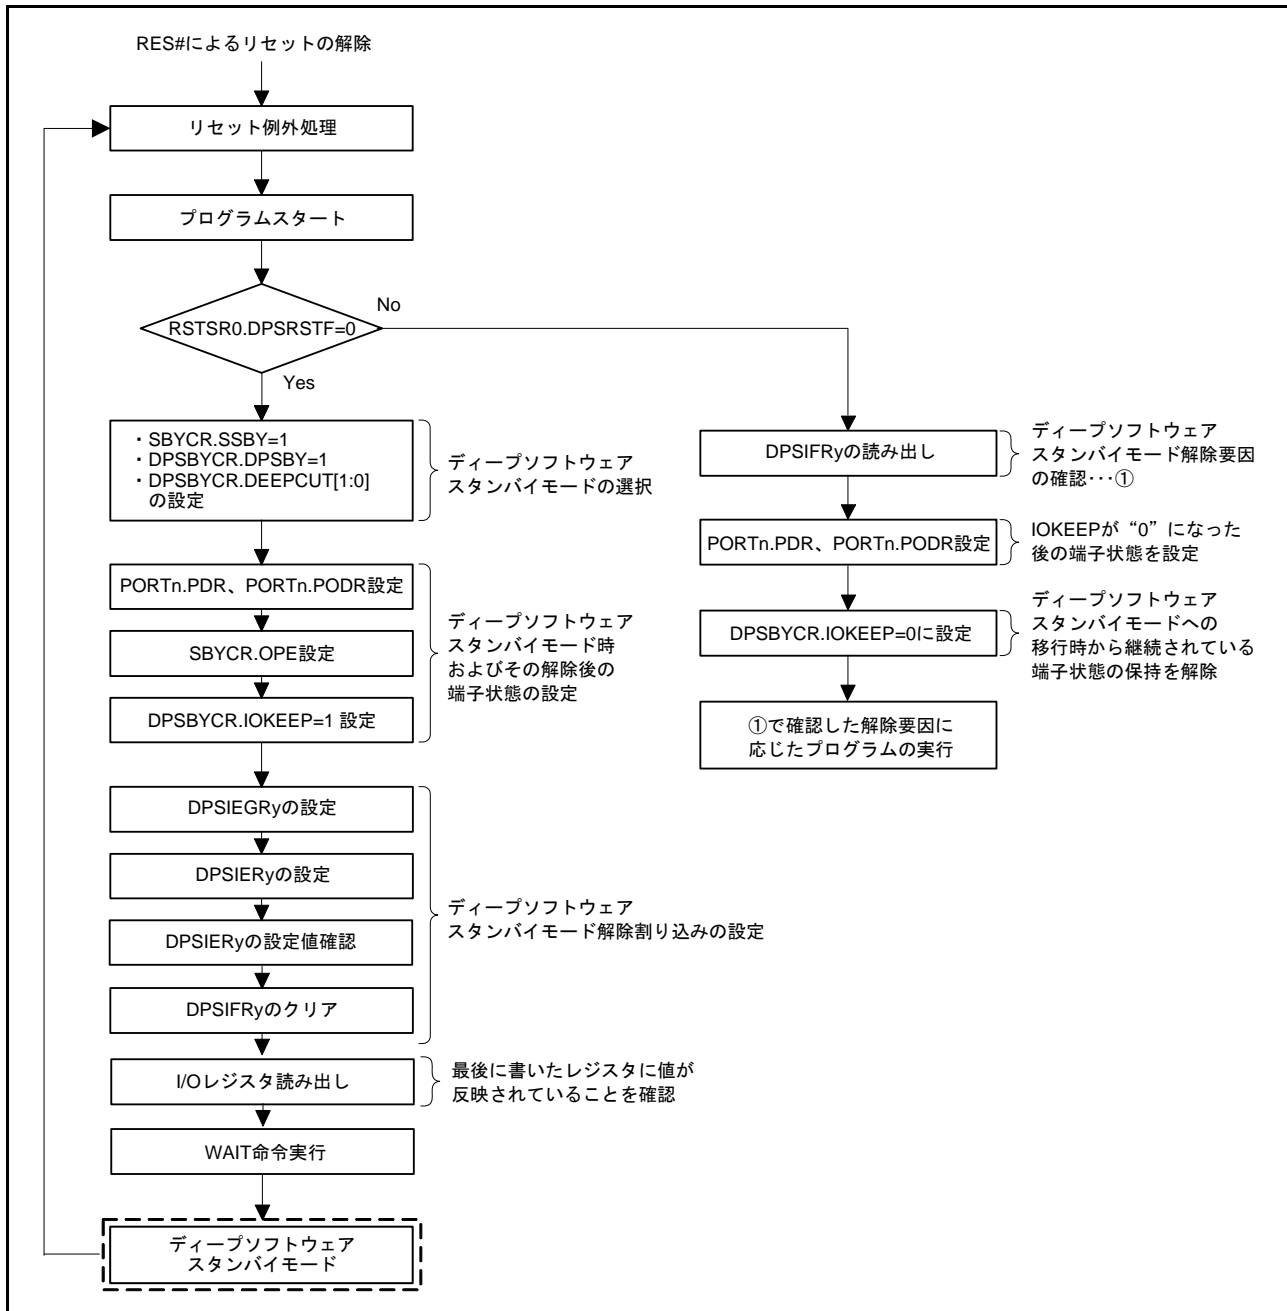 RES#によるリセットの解除
リセット例外処理
プログラムスタート
RSTSR0.DPSRSTF=0
No
Yes
・SBYCR.SSBY=1
・DPSBYCR.DPSBY=1
・DPSBYCR.DEEPCUT[1:0]
の設定
ディープソフトウェア
スタンバイモードの選択
PORTn.PDR、PORTn.PODR設定
SBYCR.OPE設定
DPSBYCR.IOKEEP=1 設定
ディープソフトウェア
スタンバイモード時
およびその解除後の
端子状態の設定
DPSIEGRyの設定
DPSIERyの設定
DPSIERyの設定値確認
DPSIFRyのクリア
ディープソフトウェア
スタンバイモード解除割り込みの設定
I/Oレジスタ読み出し
最後に書いたレジスタに値が
反映されていることを確認
WAIT命令実行
ディープソフトウェア
スタンバイモード
DPSIFRyの読み出し
ディープソフトウェア
スタンバイモード解除要因
の確認･･･①
PORTn.PDR、PORTn.PODR設定
IOKEEPが“0”になった
後の端子状態を設定
DPSBYCR.IOKEEP=0に設定
ディープソフトウェア
スタンバイモードへの
移行時から継続されている
端子状態の保持を解除
①で確認した解除要因に
応じたプログラムの実行